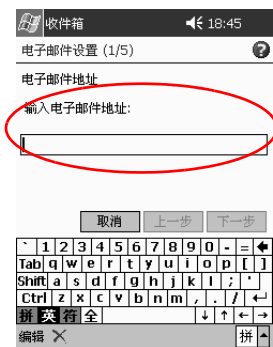 收件箱 18:45
电子邮件设置 (1/5)
电子邮件地址
输入电子邮件地址:
取消 上一步 下一步
` 1 2 3 4 5 6 7 8 9 0 - =
Tab q w e r t y u i o p [ ]
Shift a s d f g h j k l ; '
Ctrl z x c v b n m , . /
拼 英 符 全
编辑 拼